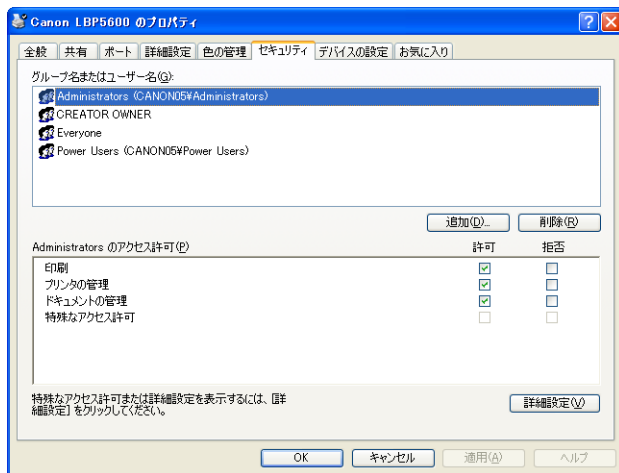 Canon LBP5600 のプロパティ
全般 共有 ポート 詳細設定 色の管理 セキュリティ デバイスの設定 お気に入り
グループ名またはユーザー名(G):
Administrators (CANON05¥Administrators)
CREATOR OWNER
Everyone
Power Users (CANON05¥Power Users)
追加(D)... 削除(R)
Administrators のアクセス許可(P) 許可 拒否
印刷
プリンタの管理
ドキュメントの管理
特殊なアクセス許可
特殊なアクセス許可または詳細設定を表示するには、[詳
細設定] をクリックしてください。
詳細設定(V)
OK キャンセル 適用(A) ヘルプ